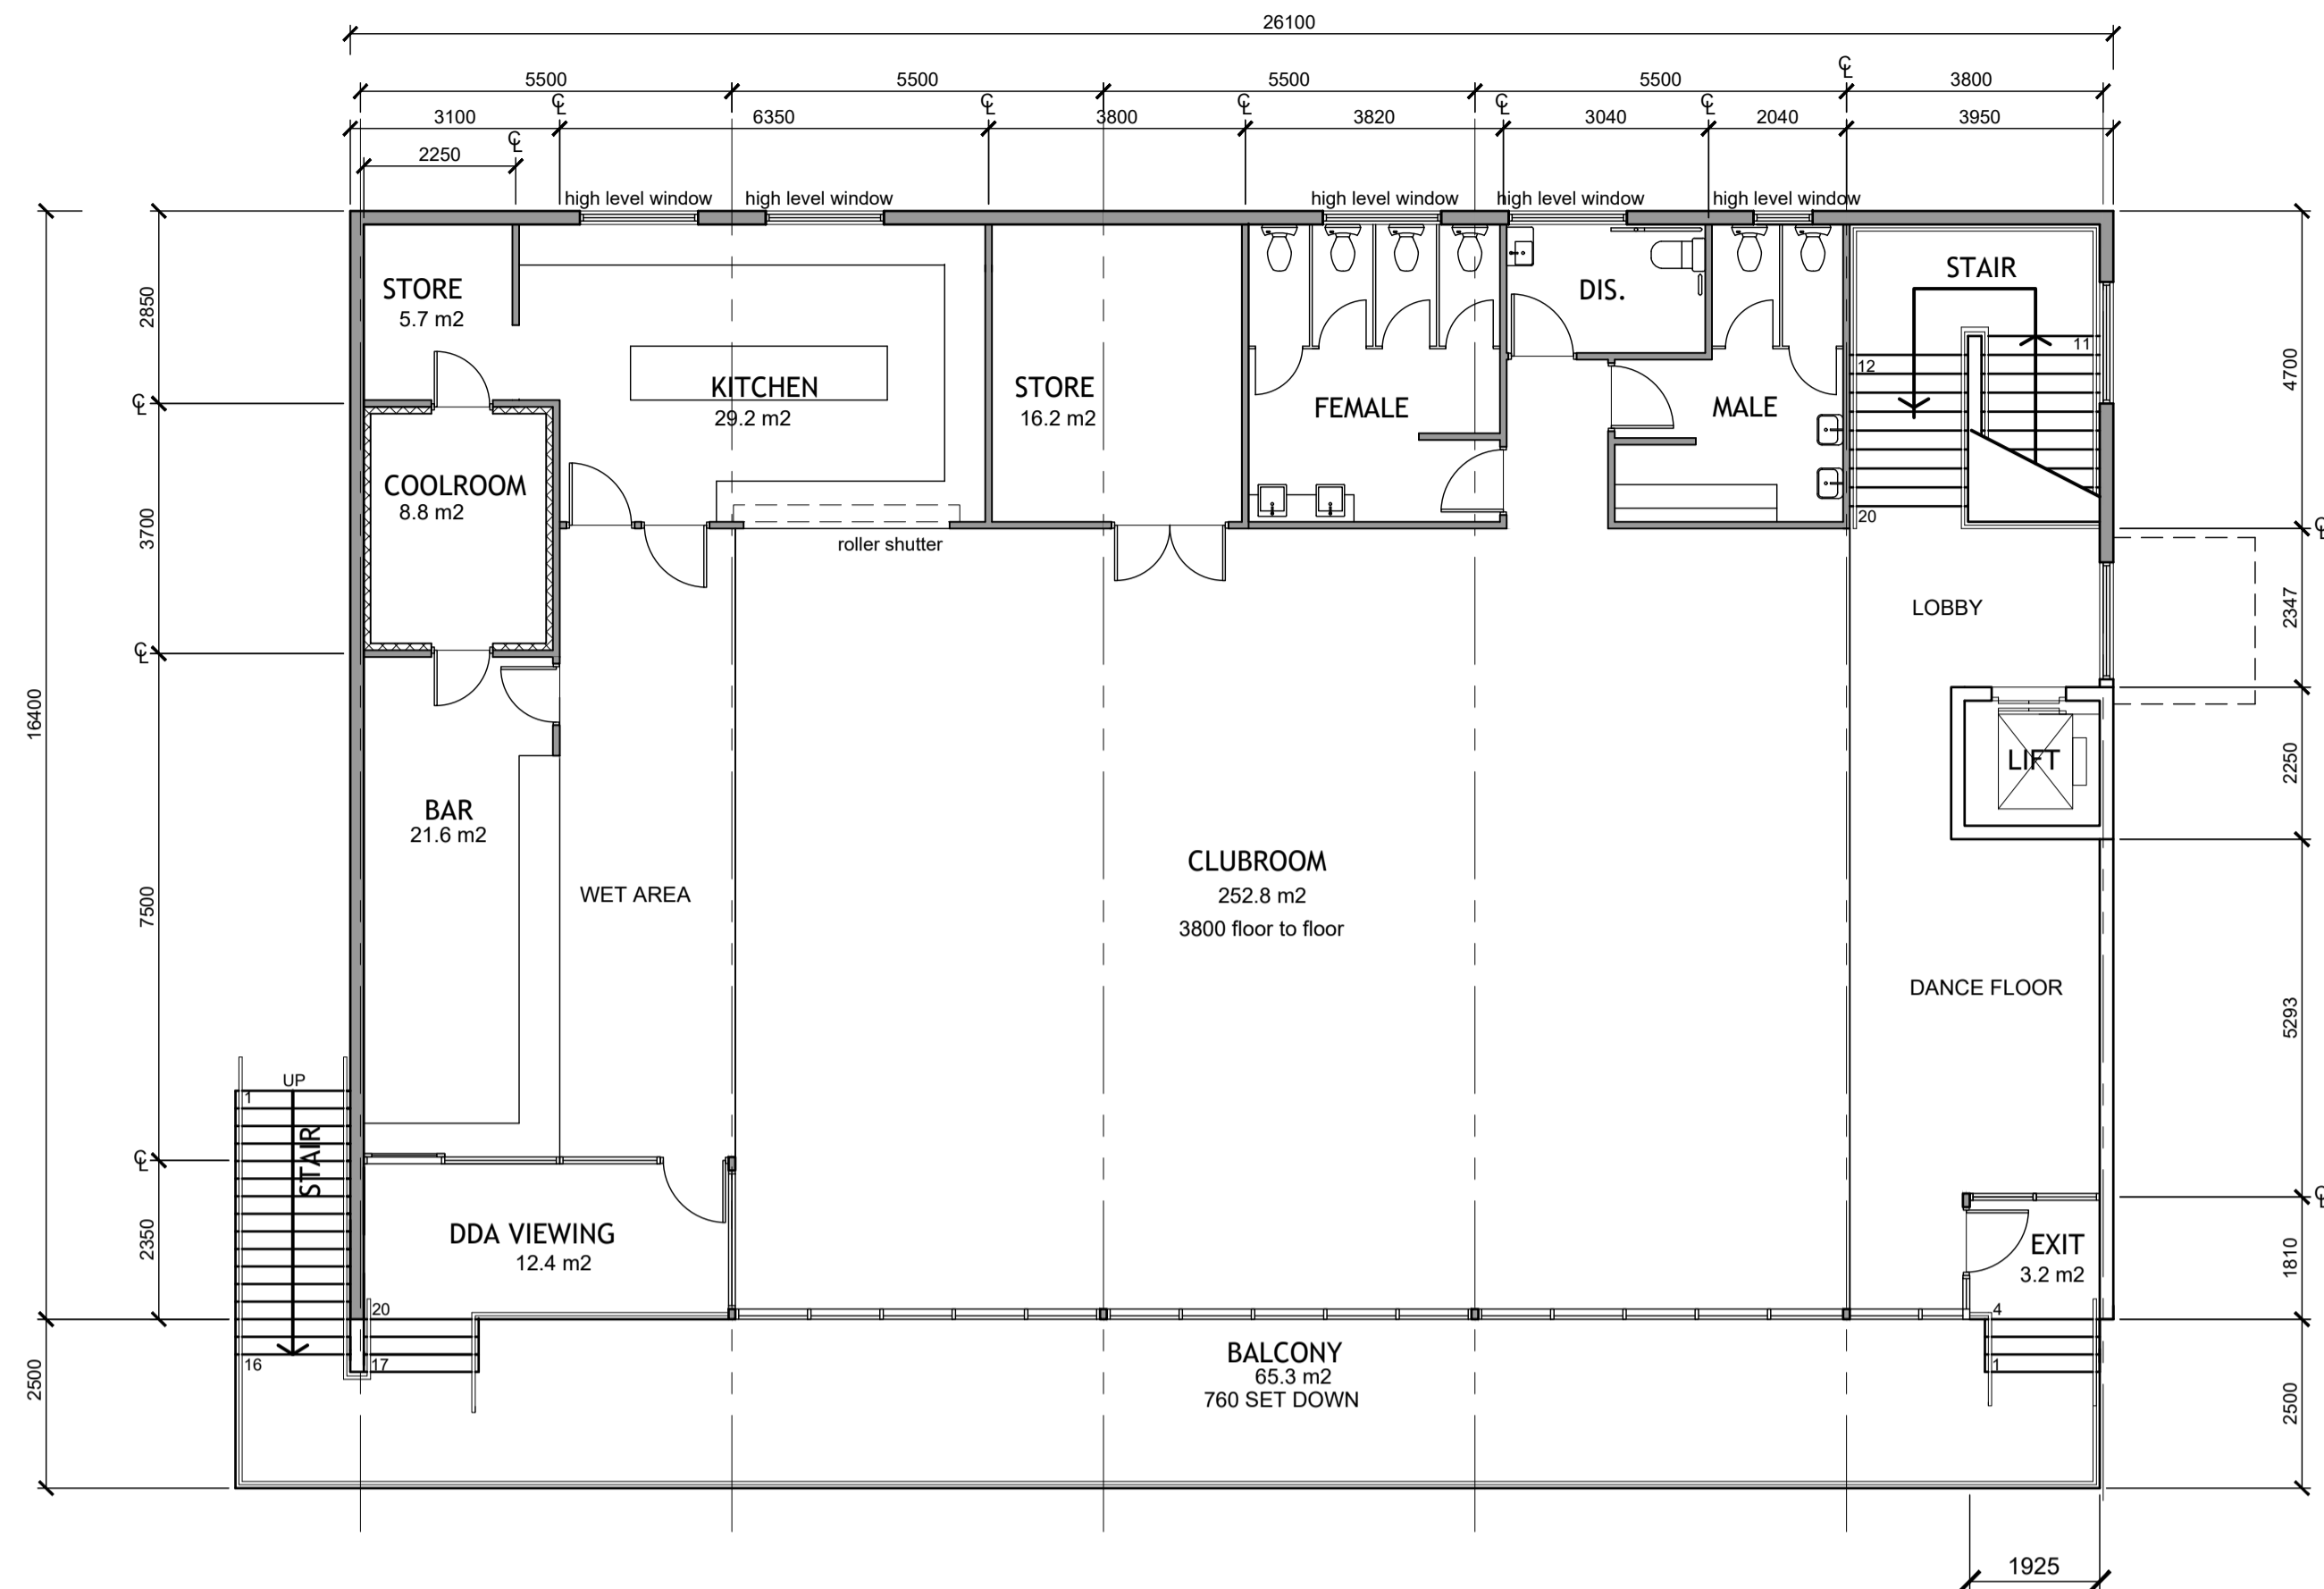 26100
5500
5500
5500
5500
3800
3100
6350
3800
3820
3040
2040
3950
2250
high level window
high level window
high level window
high level window
high level window
STORE
5.7 m2
KITCHEN
29.2 m2
STORE
16.2 m2
FEMALE
DIS.
MALE
STAIR
11
12
20
COOLROOM
8.8 m2
roller shutter
LOBBY
LIFT
BAR
21.6 m2
WET AREA
CLUBROOM
252.8 m2
3800 floor to floor
DANCE FLOOR
UP
1
STAIR
16
17
20
DDA VIEWING
12.4 m2
EXIT
3.2 m2
4
1
BALCONY
65.3 m2
760 SET DOWN
16400
2500
2850
3700
7500
2350
4700
2347
2250
5293
1810
2500
1925